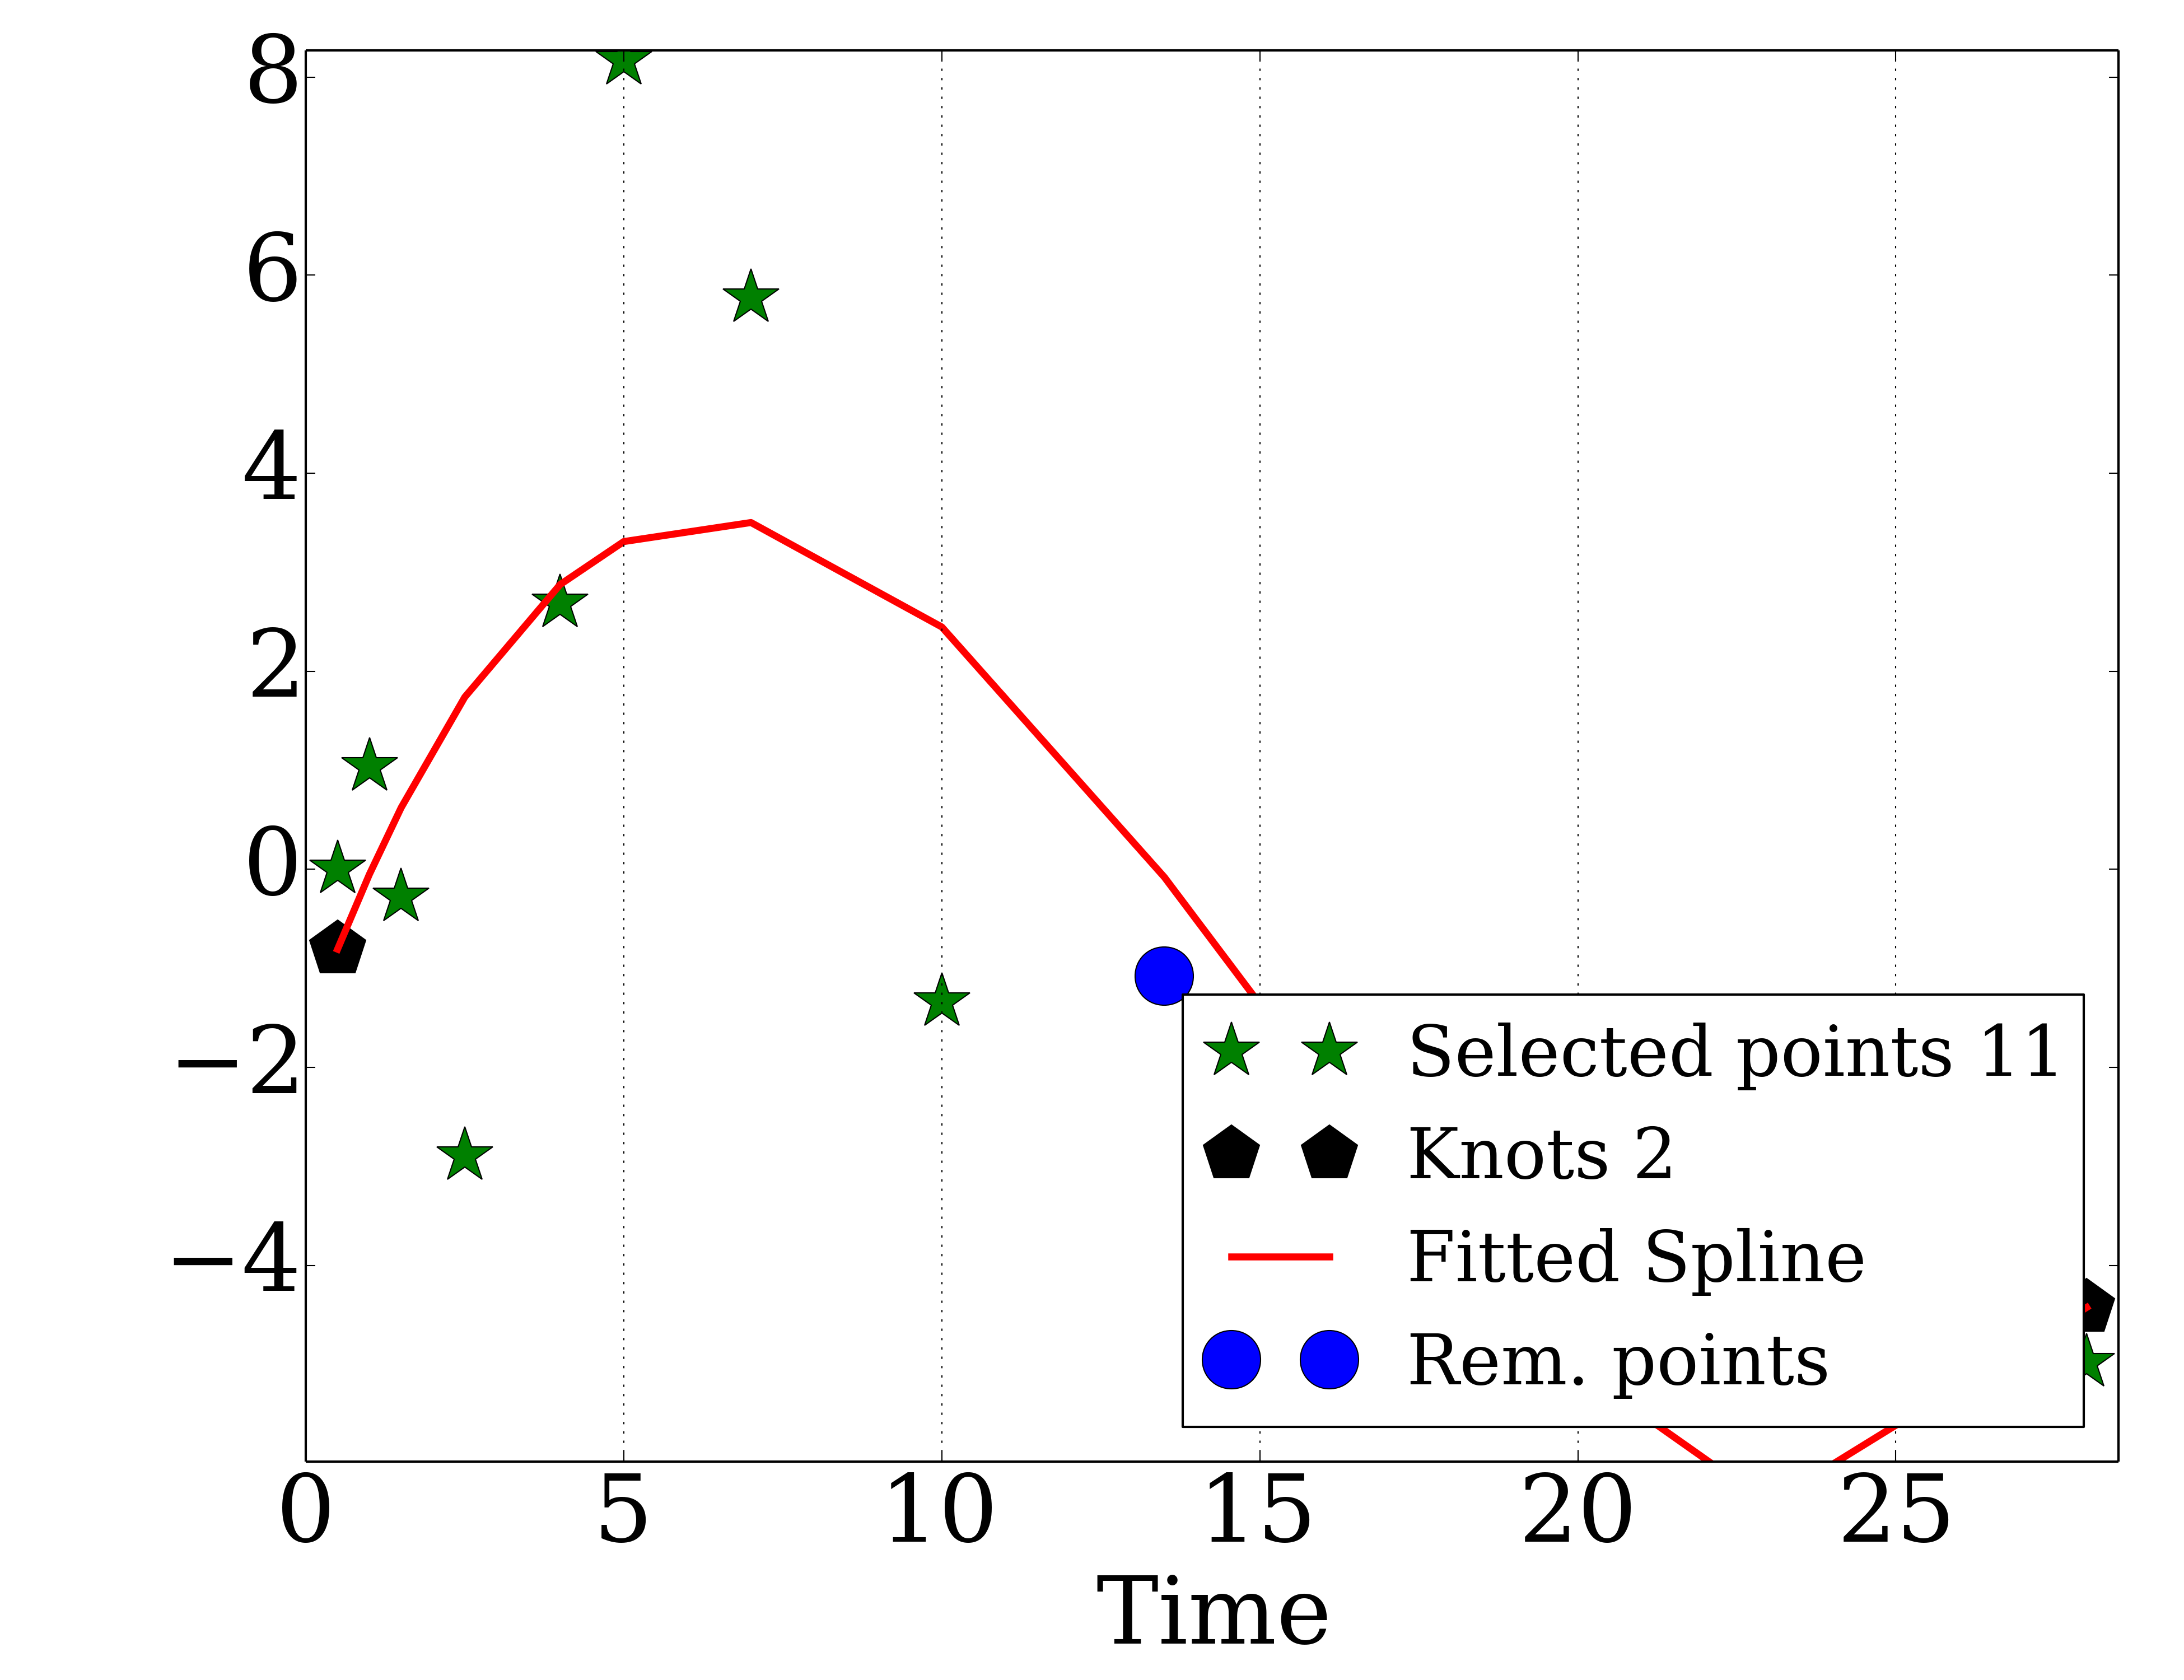 8
6
4
2
0
−2
−4
Selected points 11
Knots 2
Fitted Spline
Rem. points
0 5 10 15 20 25
Time